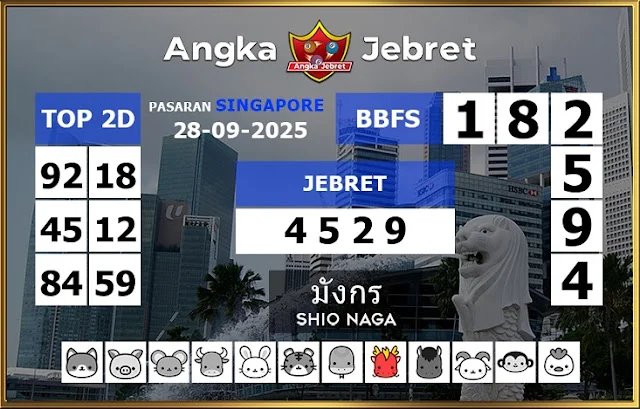 Angka Jebret
Angka Jebret
TOP 2D
PASARAN SINGAPORE
28-09-2025
BBFS
1 8 2
5
9
4
92 18
45 12
84 59
JEBRET
4 5 2 9
HSBC
มังกร
SHIO NAGA